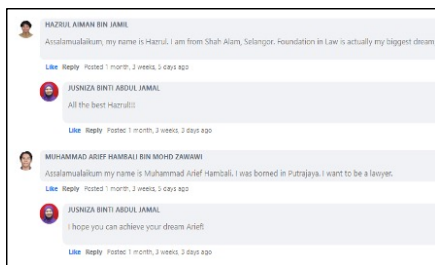 HAZRUL AIMAN BIN JAMIL
Assalamualaikum, my name is Hazrul. I am from Shah Alam, Selangor. Foundation in Law is actually my biggest dream,
Like Reply Posted 1 month, 3 weeks, 5 days ago
JUSNIZA BINTI ABDUL JAMAL
All the best Hazrul!!!
Like Reply Posted 1 month, 3 weeks, 3 days ago
MUHAMMAD ARIEF HAMBALI BIN MOHD ZAWAWI
Assalamualaikum my name is Muhammad Arief Hambali. I was borned in Putrajaya. I want to be a lawyer.
Like Reply Posted 1 month, 3 weeks, 5 days ago
JUSNIZA BINTI ABDUL JAMAL
I hope you can achieve your dream Arief!
Like Reply Posted 1 month, 3 weeks, 3 days ago